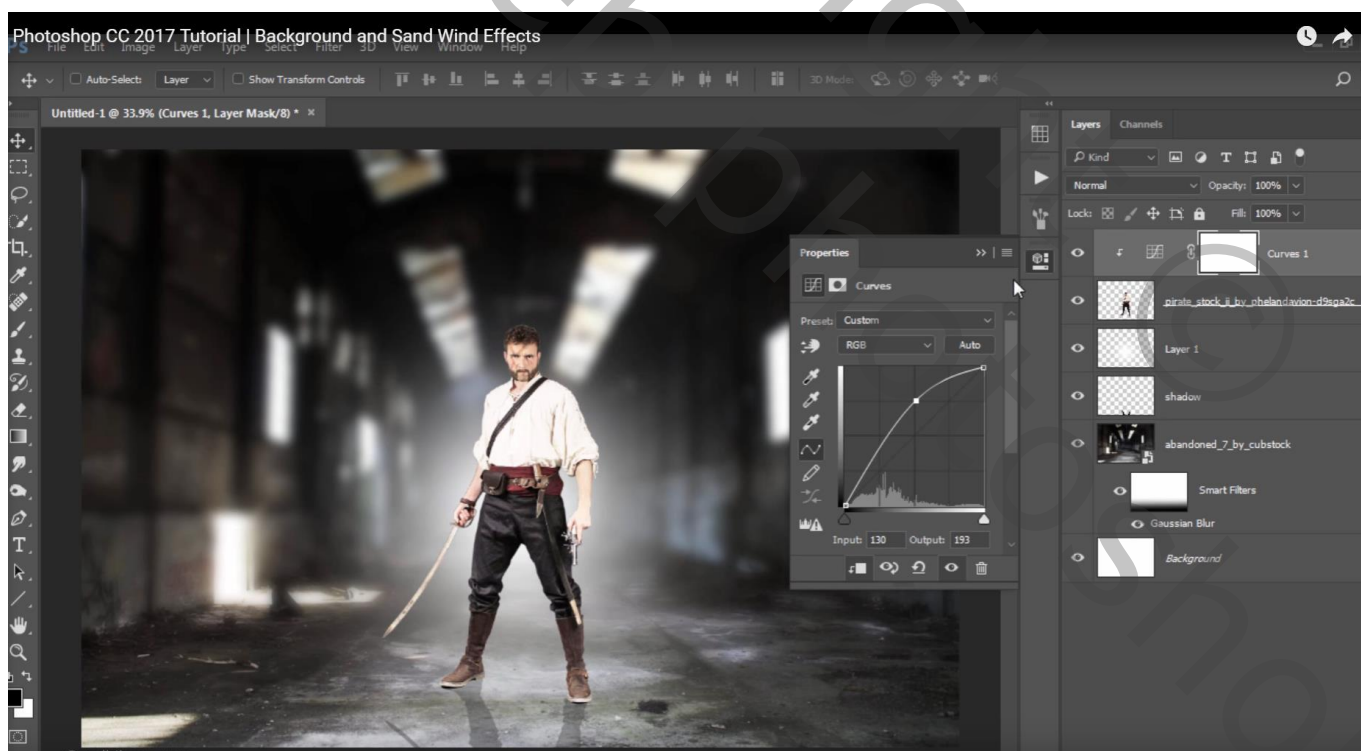 Photoshop CC 2017 Tutorial | Background and Sand Wind Effects
Ps File Edit Image Layer Type Select Filter 3D View Window Help
Auto-Select: Layer Show Transform Controls 3D Mode:
Untitled-1 @ 33.9% (Curves 1, Layer Mask/8) * ×
Layers Channels
Kind
Normal Opacity: 100%
Lock: Fill: 100%
Curves 1
pirate_stock_ii_by_phelandavion-d9sga2c
Layer 1
shadow
abandoned_7_by_cubstock
Smart Filters
Gaussian Blur
Background
Properties
Curves
Preset: Custom
RGB Auto
Input: 130 Output: 193